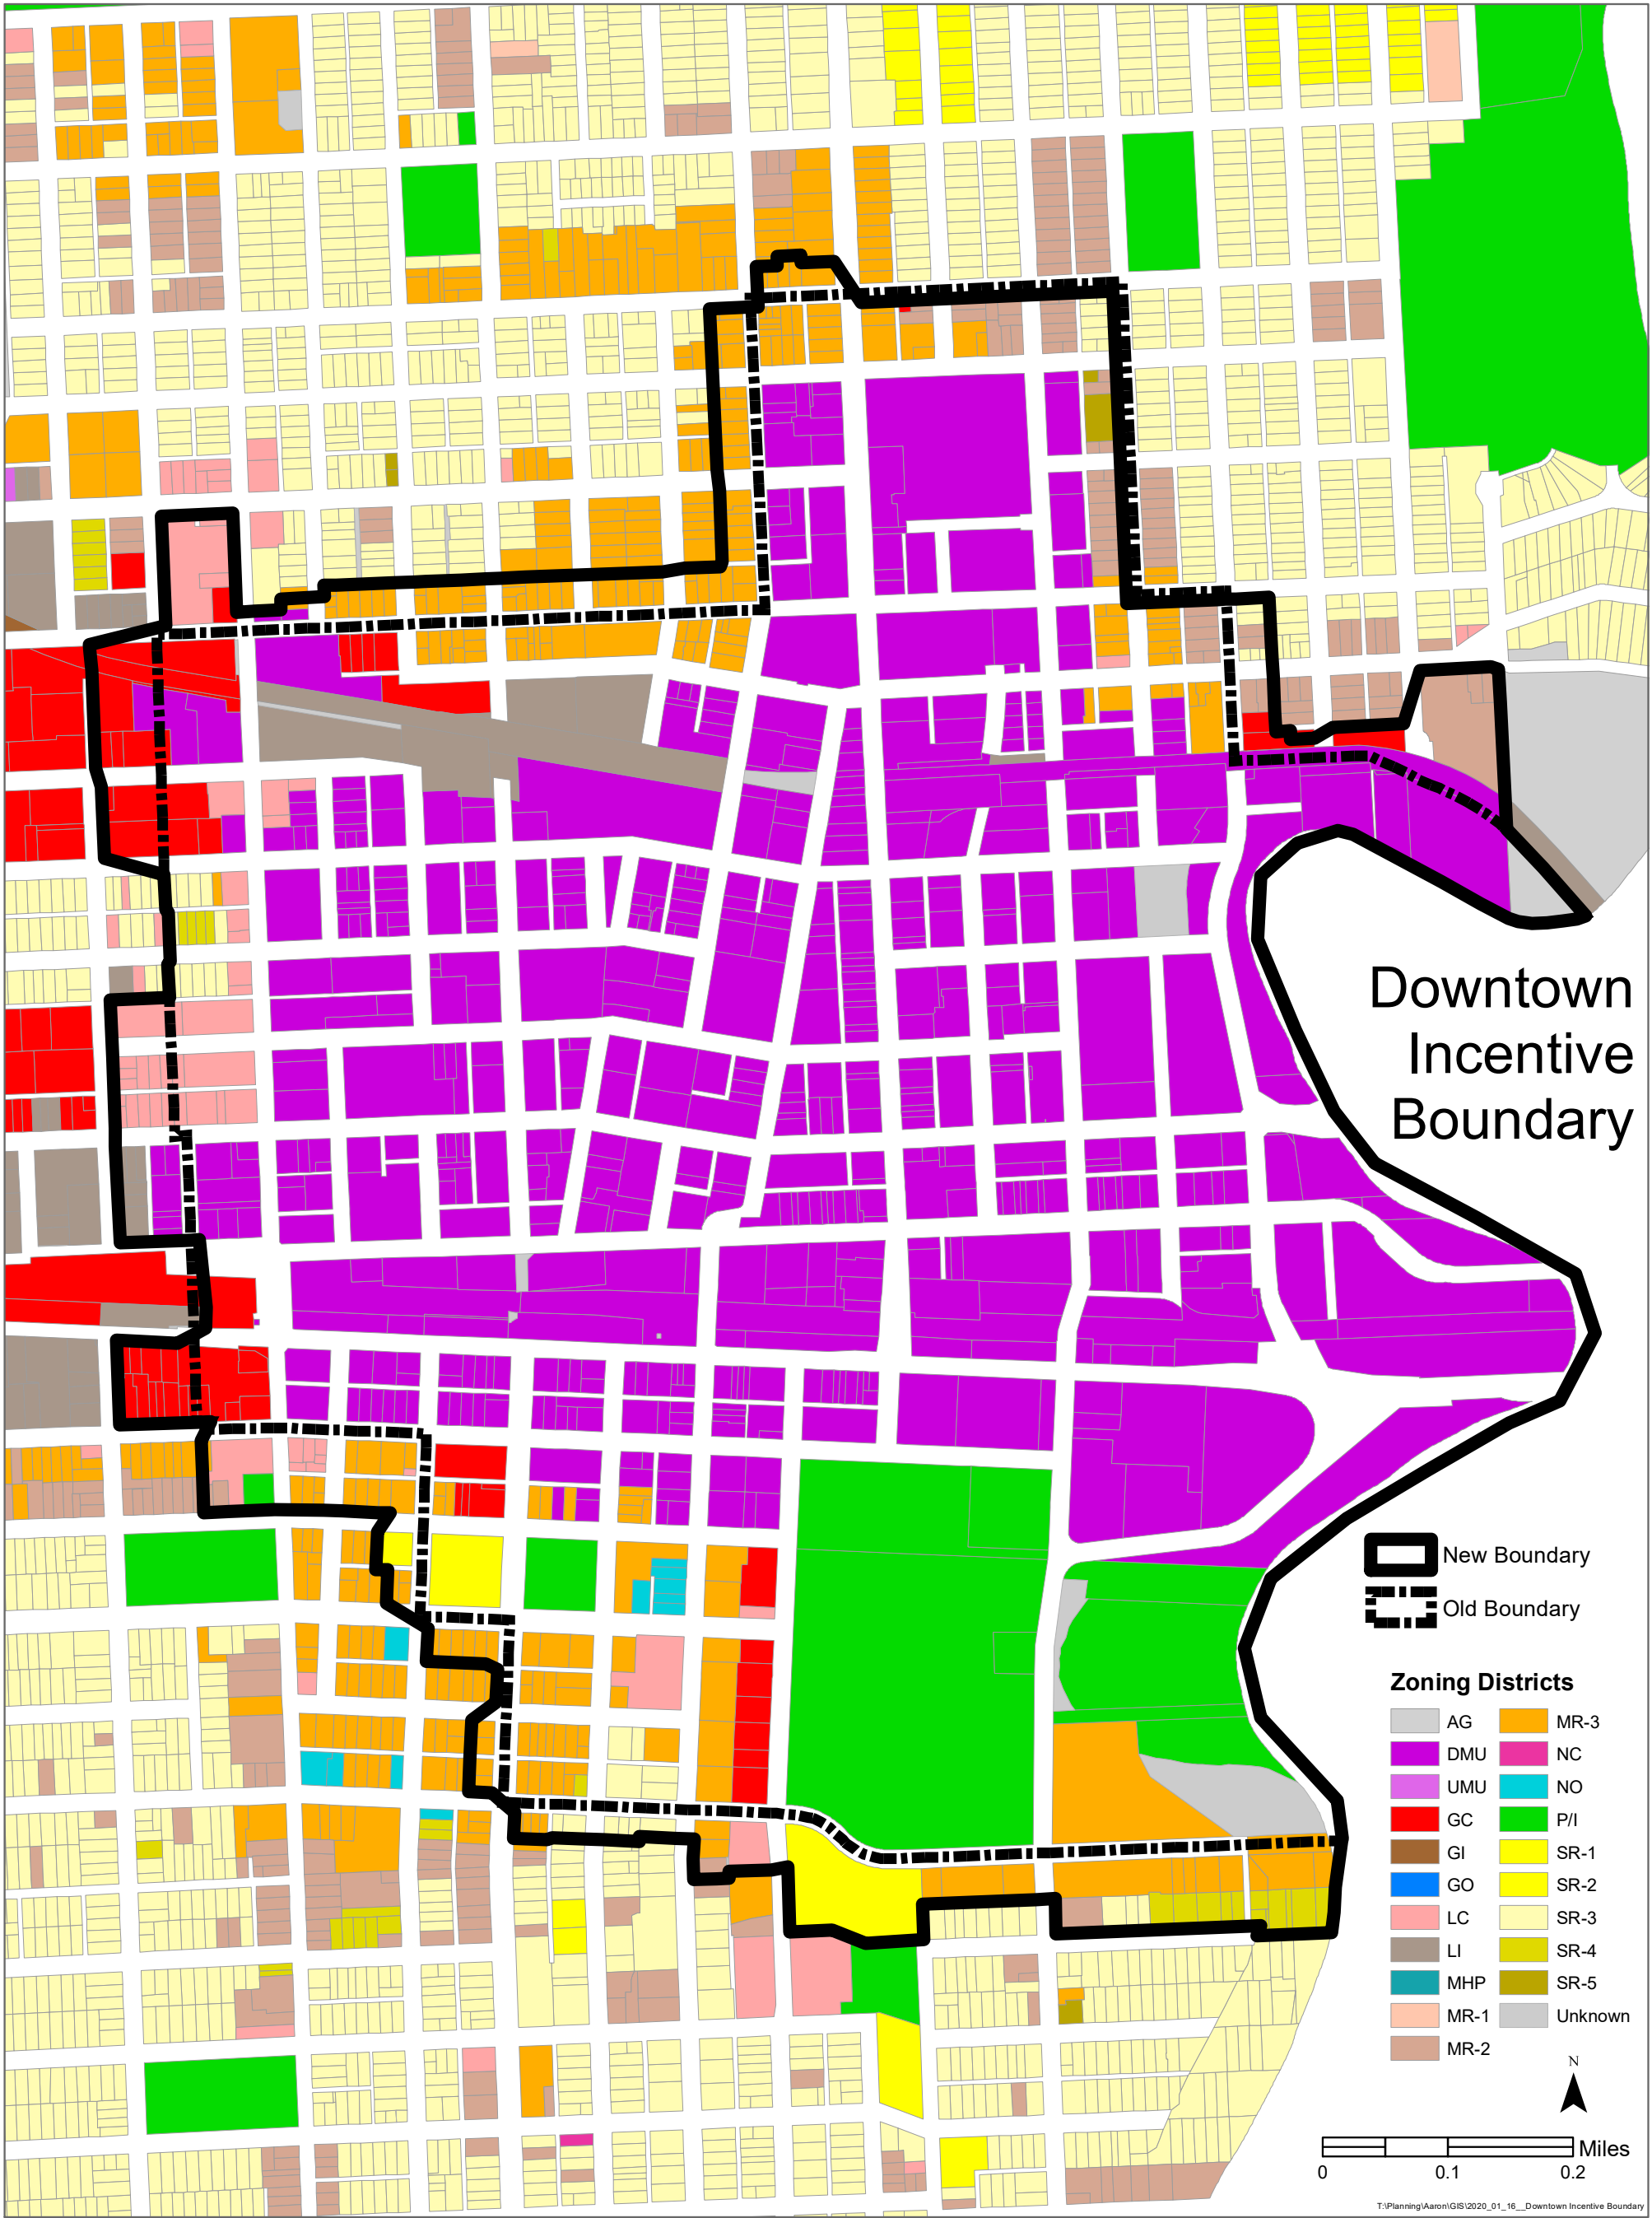 Downtown
Incentive
Boundary
New Boundary
Old Boundary
Zoning Districts
AG
DMU
UMU
GC
GI
GO
LC
LI
MHP
MR-1
MR-2
MR-3
NC
NO
P/I
SR-1
SR-2
SR-3
SR-4
SR-5
Unknown
N
Miles
0 0.1 0.2
T:\Planning\Aaron\GIS\2020_01_16__Downtown Incentive Boundary